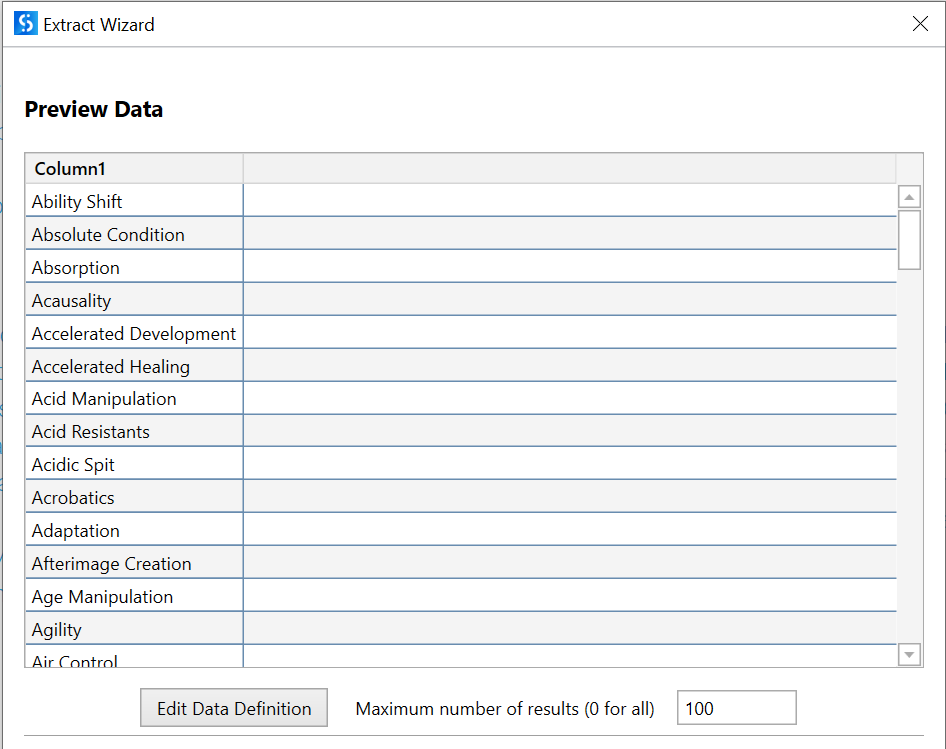 Extract Wizard
Preview Data
Column1
Ability Shift
Absolute Condition
Absorption
Acausality
Accelerated Development
Accelerated Healing
Acid Manipulation
Acid Resistants
Acidic Spit
Acrobatics
Adaptation
Afterimage Creation
Age Manipulation
Agility
Air Control
Edit Data Definition Maximum number of results (0 for all) 100